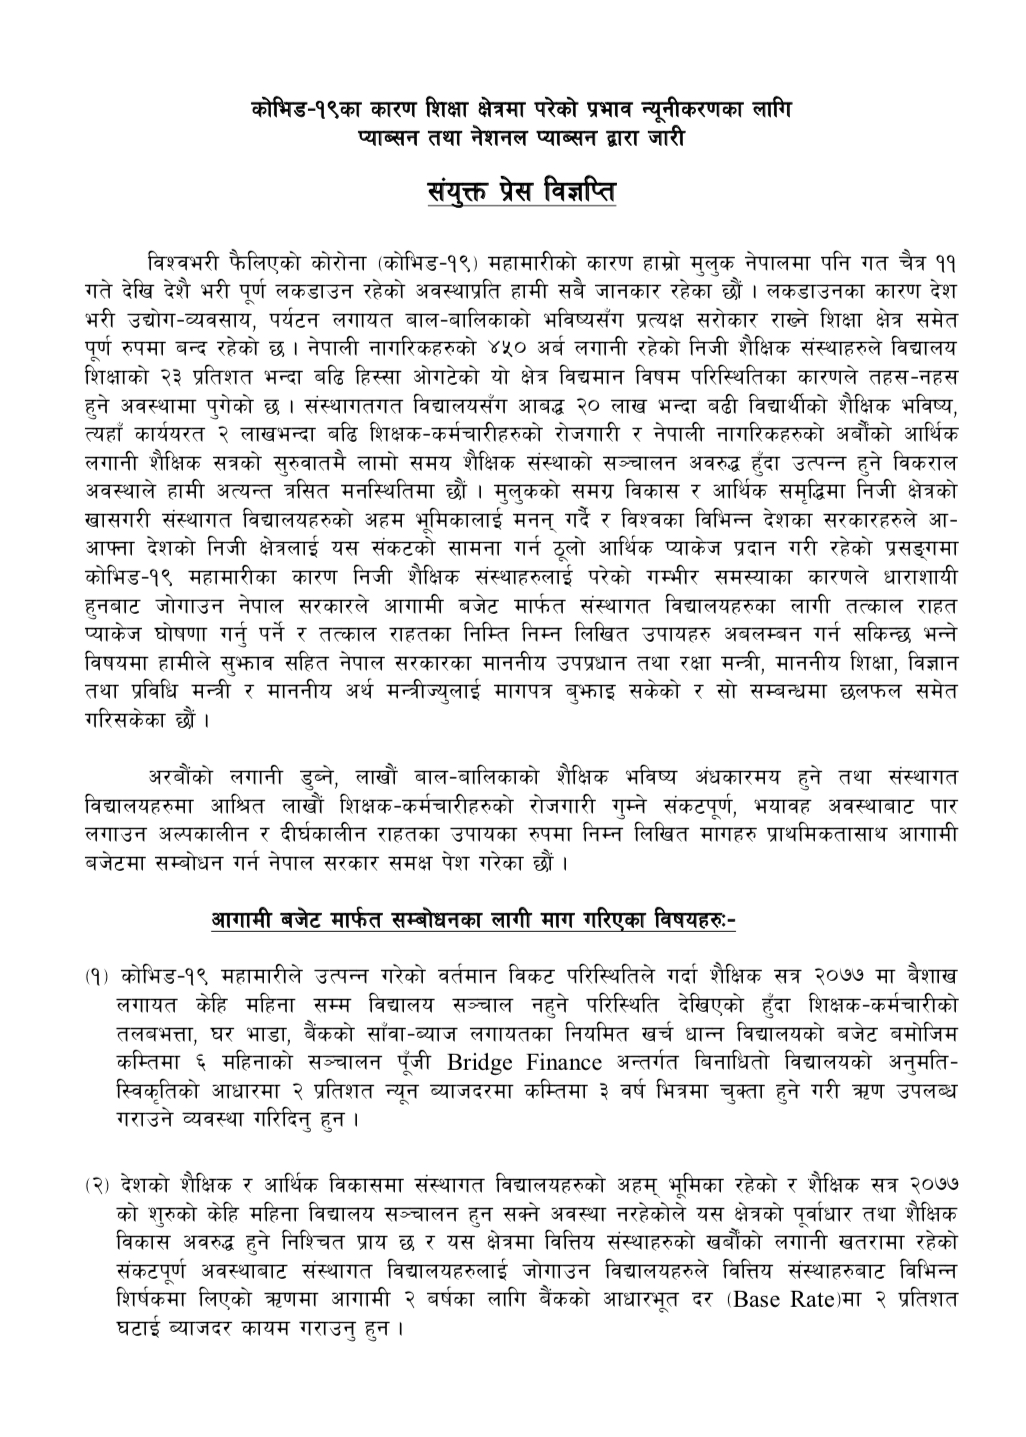 कोभिड-१९का कारण शिक्षा क्षेत्रमा परेको प्रभाव न्यूनीकरणका लागि
प्याब्सन तथा नेशनल प्याब्सन द्वारा जारी
संयुक्त प्रेस विज्ञप्ति
विश्वभरी फैलिएको कोरोना (कोभिड-१९) महामारीको कारण हाम्रो मुलुक नेपालमा पनि गत चैत्र ११
गते देखि देशै भरी पूर्ण लकडाउन रहेको अवस्थाप्रति हामी सबै जानकार रहेका छौं । लकडाउनका कारण देश
भरी उद्योग-व्यवसाय, पर्यटन लगायत बाल-बालिकाको भविष्यसँग प्रत्यक्ष सरोकार राख्ने शिक्षा क्षेत्र समेत
पूर्ण रुपमा बन्द रहेको छ । नेपाली नागरिकहरुको ४५० अर्ब लगानी रहेको निजी शैक्षिक संस्थाहरुले विद्यालय
शिक्षाको २३ प्रतिशत भन्दा बढि हिस्सा ओगटेको यो क्षेत्र विद्यमान विषम परिस्थितिका कारणले तहस-नहस
हुने अवस्थामा पुगेको छ । संस्थागतगत विद्यालयसँग आबद्ध २० लाख भन्दा बढी विद्यार्थीको शैक्षिक भविष्य,
त्यहाँ कार्ययरत २ लाखभन्दा बढि शिक्षक-कर्मचारीहरुको रोजगारी र नेपाली नागरिकहरुको अर्बौंको आर्थिक
लगानी शैक्षिक सत्रको सुरुवातमै लामो समय शैक्षिक संस्थाको सञ्चालन अवरुद्ध हुँदा उत्पन्न हुने विकराल
अवस्थाले हामी अत्यन्त त्रसित मनस्थितिमा छौं । मुलुकको समग्र विकास र आर्थिक समृद्धिमा निजी क्षेत्रको
खासगरी संस्थागत विद्यालयहरुको अहम भूमिकालाई मनन् गर्दै र विश्वका विभिन्न देशका सरकारहरुले आ-
आफ्ना देशको निजी क्षेत्रलाई यस संकटको सामना गर्न ठूलो आर्थिक प्याकेज प्रदान गरी रहेको प्रसङ्गमा
कोभिड-१९ महामारीका कारण निजी शैक्षिक संस्थाहरुलाई परेको गम्भीर समस्याका कारणले धाराशायी
हुनबाट जोगाउन नेपाल सरकारले आगामी बजेट मार्फत संस्थागत विद्यालयहरुका लागी तत्काल राहत
प्याकेज घोषणा गर्नु पर्ने र तत्काल राहतका निम्ति निम्न लिखित उपायहरु अबलम्बन गर्न सकिन्छ भन्ने
विषयमा हामीले सुझाव सहित नेपाल सरकारका माननीय उपप्रधान तथा रक्षा मन्त्री, माननीय शिक्षा, विज्ञान
तथा प्रविधि मन्त्री र माननीय अर्थ मन्त्रीज्युलाई मागपत्र बुझाइ सकेको र सो सम्बन्धमा छलफल समेत
गरिसकेका छौं ।
अरबौंको लगानी डुब्ने, लाखौं बाल-बालिकाको शैक्षिक भविष्य अंधकारमय हुने तथा संस्थागत
विद्यालयहरुमा आश्रित लाखौं शिक्षक-कर्मचारीहरुको रोजगारी गुम्ने संकटपूर्ण, भयावह अवस्थाबाट पार
लगाउन अल्पकालीन र दीर्घकालीन राहतका उपायका रुपमा निम्न लिखित मागहरु प्राथमिकतासाथ आगामी
बजेटमा सम्बोधन गर्न नेपाल सरकार समक्ष पेश गरेका छौं ।
आगामी बजेट मार्फत सम्बोधनका लागी माग गरिएका विषयहरुः-
(१) कोभिड-१९ महामारीले उत्पन्न गरेको वर्तमान विकट परिस्थितिले गर्दा शैक्षिक सत्र २०७७ मा बैशाख
लगायत केहि महिना सम्म विद्यालय सञ्चाल नहुने परिस्थिति देखिएको हुँदा शिक्षक-कर्मचारीको
तलबभत्ता, घर भाडा, बैंकको साँवा-ब्याज लगायतका नियमित खर्च धान्न विद्यालयको बजेट बमोजिम
कम्तिमा ६ महिनाको सञ्चालन पूँजी Bridge Finance अन्तर्गत बिनाधितो विद्यालयको अनुमति-
स्विकृतिको आधारमा २ प्रतिशत न्यून ब्याजदरमा कम्तिमा ३ वर्ष भित्रमा चुक्ता हुने गरी ऋण उपलब्ध
गराउने व्यवस्था गरिदिनु हुन ।
(२) देशको शैक्षिक र आर्थिक विकासमा संस्थागत विद्यालयहरुको अहम् भूमिका रहेको र शैक्षिक सत्र २०७७
को शुरुको केहि महिना विद्यालय सञ्चालन हुन सक्ने अवस्था नरहेकोले यस क्षेत्रको पूर्वाधार तथा शैक्षिक
विकास अवरुद्ध हुने निश्चित प्राय छ र यस क्षेत्रमा वित्तिय संस्थाहरुको खर्बौंको लगानी खतरामा रहेको
संकटपूर्ण अवस्थाबाट संस्थागत विद्यालयहरुलाई जोगाउन विद्यालयहरुले वित्तिय संस्थाहरुबाट विभिन्न
शिर्षकमा लिएको ऋणमा आगामी २ बर्षका लागि बैंकको आधारभूत दर (Base Rate)मा २ प्रतिशत
घटाई ब्याजदर कायम गराउनु हुन ।